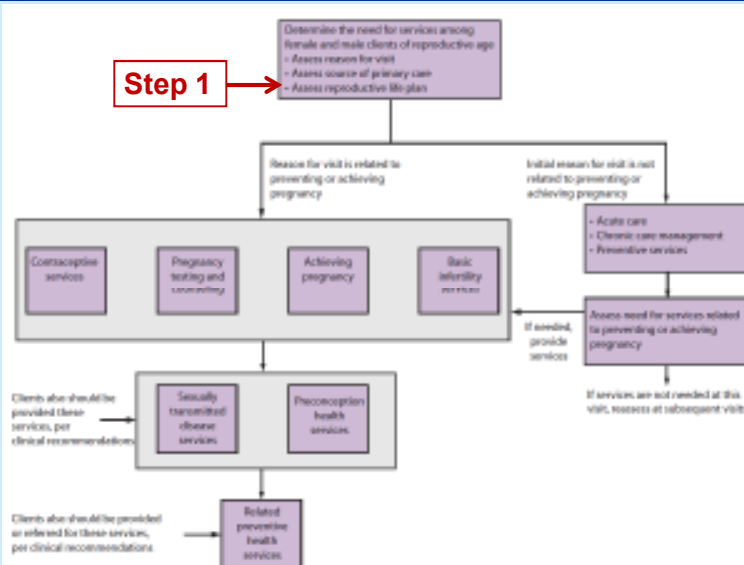 Determine the need for services among
female and male clients of reproductive age
- Assess reason for visit
- Assess source of primary care
- Assess reproductive life plan
Step 1
Reason for visit is related to
preventing or achieving
pregnancy
Initial reason for visit is not
related to preventing or
achieving pregnancy
- Acute care
- Chronic care management
- Preventive services
Contraceptive
services
Pregnancy
testing and
counseling
Achieving
pregnancy
Basic
infertility
services
If needed,
provide
services
Assess need for services related
to preventing or achieving
pregnancy
If services are not needed at this
visit, reassess at subsequent visits
Clients also should be
provided these
services, per
clinical recommendations
Sexually
transmitted
disease
services
Preconception
health
services
Clients also should be provided
or referred for these services,
per clinical recommendations
Related
preventive
health
services